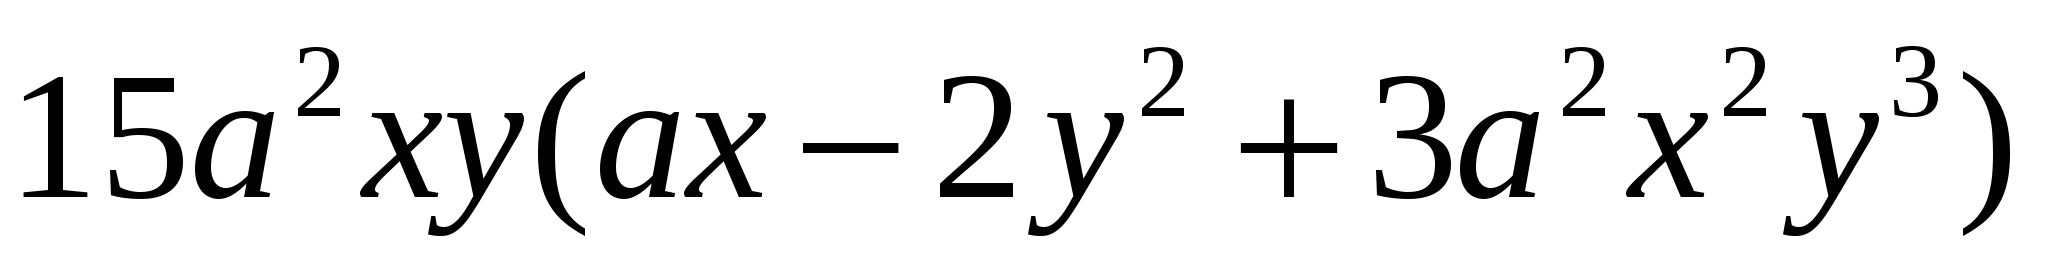 15a²xy(ax − 2y² + 3a²x²y³)